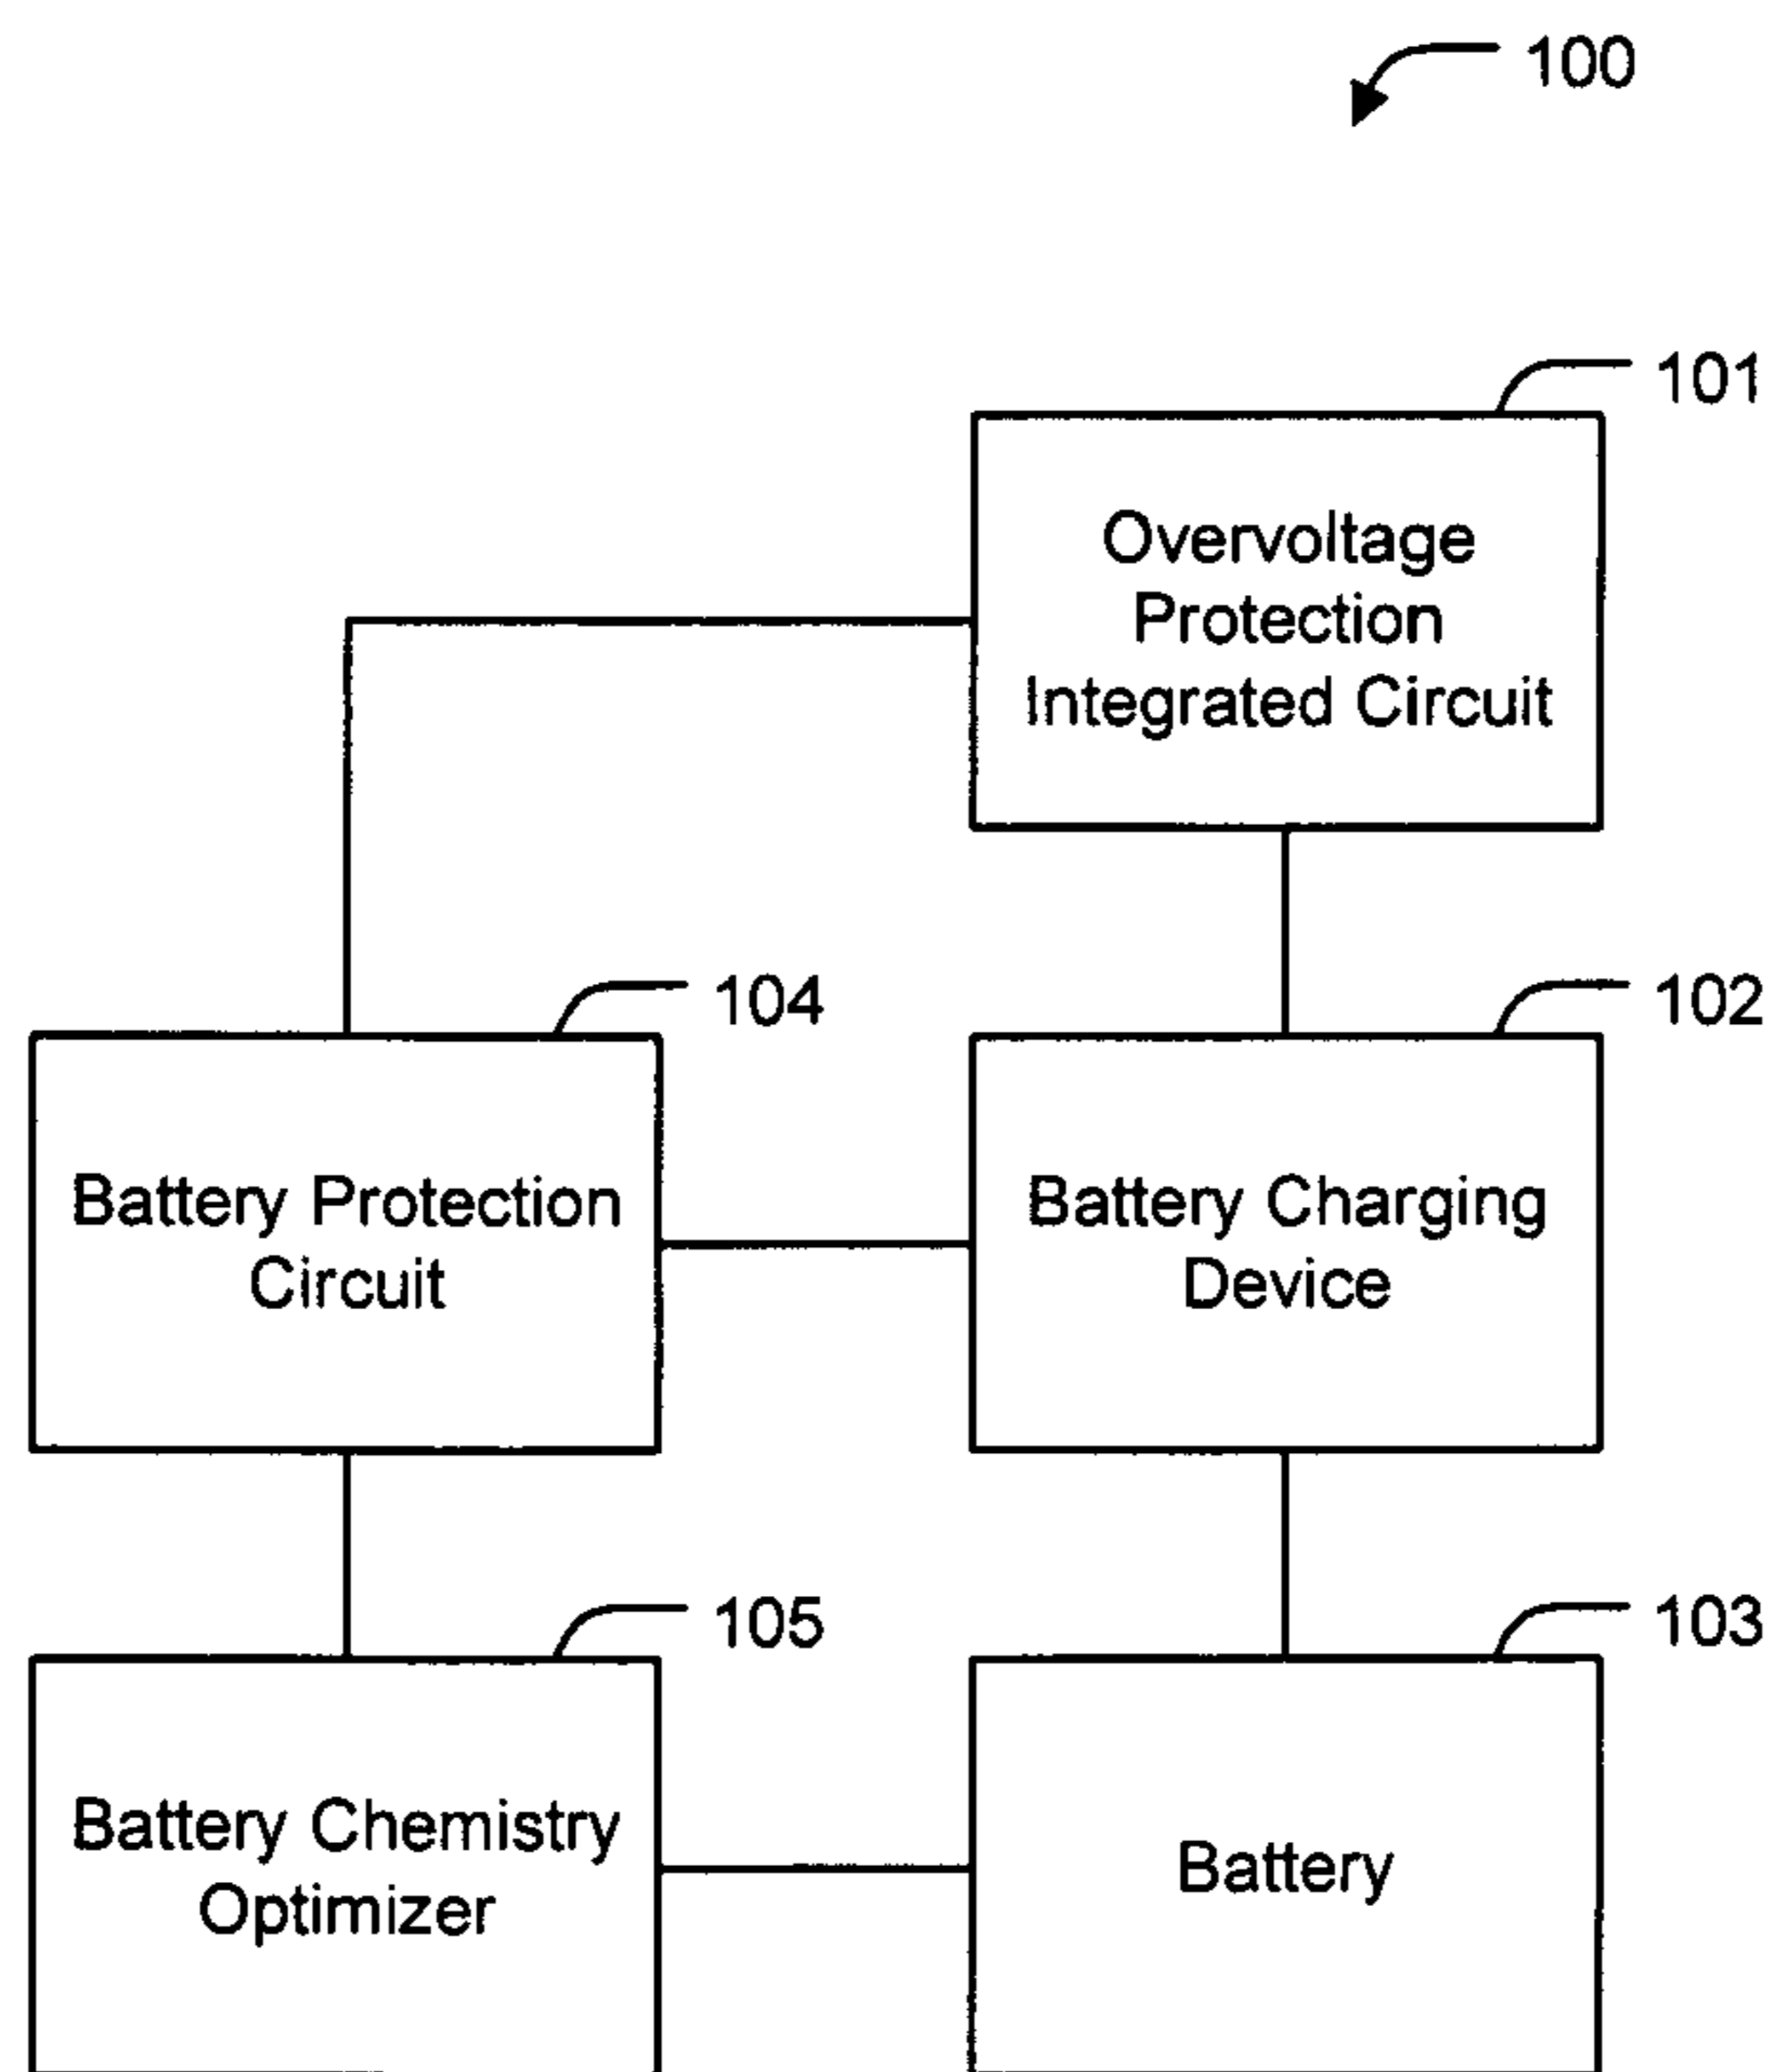 100
101
Overvoltage
Protection
Integrated Circuit
104
102
Battery Protection
Circuit
Battery Charging
Device
105
103
Battery Chemistry
Optimizer
Battery